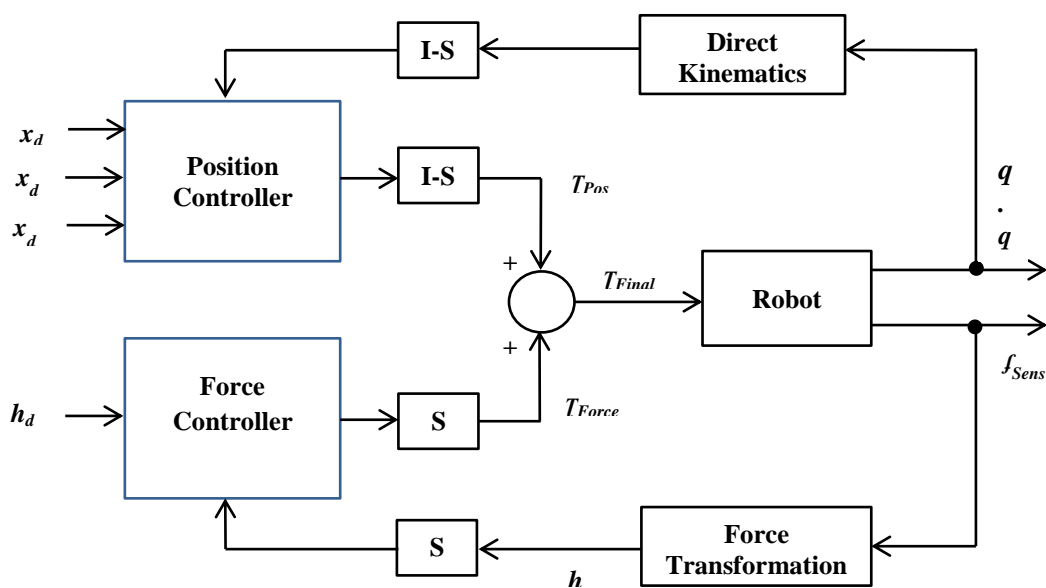 I-S
Direct
Kinematics
x_d
x_d
x_d
Position
Controller
I-S
T_Pos
q
.
q
+
T_Final
Robot
+
f_Sens
h_d
Force
Controller
S
T_Force
S
Force
Transformation
h